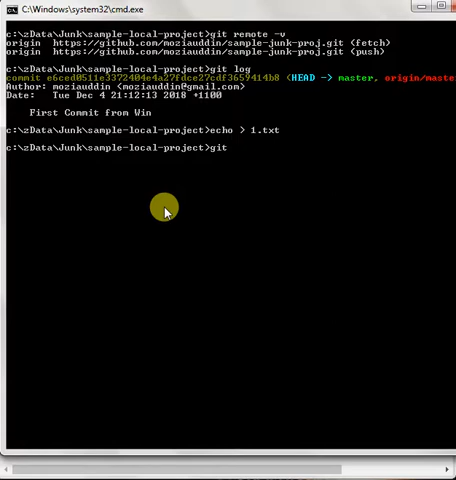 C:\Windows\system32\cmd.exe
c:\zData\Junk\sample-local-project>git remote -v
origin  https://github.com/moziauddin/sample-junk-proj.git (fetch)
origin  https://github.com/moziauddin/sample-junk-proj.git (push)
c:\zData\Junk\sample-local-project>git log
commit e6ced0511e3372404e4a27fdce27cdf3659414b8 (HEAD -> master, origin/maste
Author: moziauddin <moziauddin@gmail.com>
Date:   Tue Dec 4 21:12:13 2018 +1100
First Commit from Win
c:\zData\Junk\sample-local-project>echo > 1.txt
c:\zData\Junk\sample-local-project>git